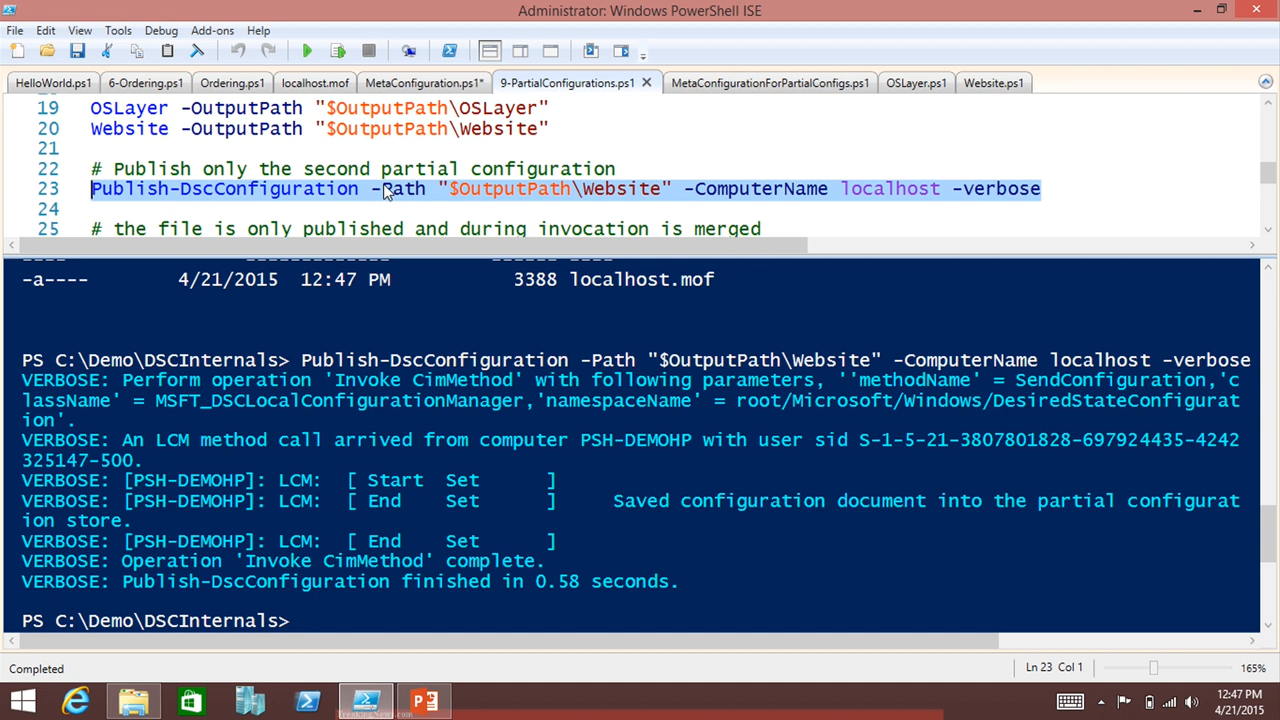 Administrator: Windows PowerShell ISE
File Edit View Tools Debug Add-ons Help
HelloWorld.ps1 6-Ordering.ps1 Ordering.ps1 localhost.mof MetaConfiguration.ps1* 9-PartialConfigurations.ps1 MetaConfigurationForPartialConfigs.ps1 OSLayer.ps1 Website.ps1
19 OSLayer -OutputPath "$OutputPath\OSLayer"
20 Website -OutputPath "$OutputPath\Website"
21
22 # Publish only the second partial configuration
23 Publish-DscConfiguration -Path "$OutputPath\Website" -ComputerName localhost -verbose
24
25 # the file is only published and during invocation is merged
-a---- 4/21/2015 12:47 PM 3388 localhost.mof
PS C:\Demo\DSCInternals> Publish-DscConfiguration -Path "$OutputPath\Website" -ComputerName localhost -verbose
VERBOSE: Perform operation 'Invoke CimMethod' with following parameters, ''methodName' = SendConfiguration,'c
lassName' = MSFT_DSCLocalConfigurationManager,'namespaceName' = root/Microsoft/Windows/DesiredStateConfigurat
ion'.
VERBOSE: An LCM method call arrived from computer PSH-DEMOHP with user sid S-1-5-21-3807801828-697924435-4242
325147-500.
VERBOSE: [PSH-DEMOHP]: LCM: [ Start Set ]
VERBOSE: [PSH-DEMOHP]: LCM: [ End Set ] Saved configuration document into the partial configurat
ion store.
VERBOSE: [PSH-DEMOHP]: LCM: [ End Set ]
VERBOSE: Operation 'Invoke CimMethod' complete.
VERBOSE: Publish-DscConfiguration finished in 0.58 seconds.
PS C:\Demo\DSCInternals>
Completed Ln 23 Col 1 165%
12:47 PM
4/21/2015